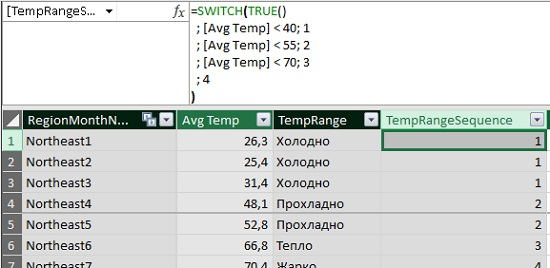 [TempRangeS... fx =SWITCH(TRUE()
; [Avg Temp] < 40; 1
; [Avg Temp] < 55; 2
; [Avg Temp] < 70; 3
; 4
)
RegionMonthN... Avg Temp TempRange TempRangeSequence
1 Northeast1 26,3 Холодно 1
2 Northeast2 25,4 Холодно 1
3 Northeast3 31,4 Холодно 1
4 Northeast4 48,1 Прохладно 2
5 Northeast5 52,8 Прохладно 2
6 Northeast6 66,8 Тепло 3
7 Northeast7 70,4 Жарко 4